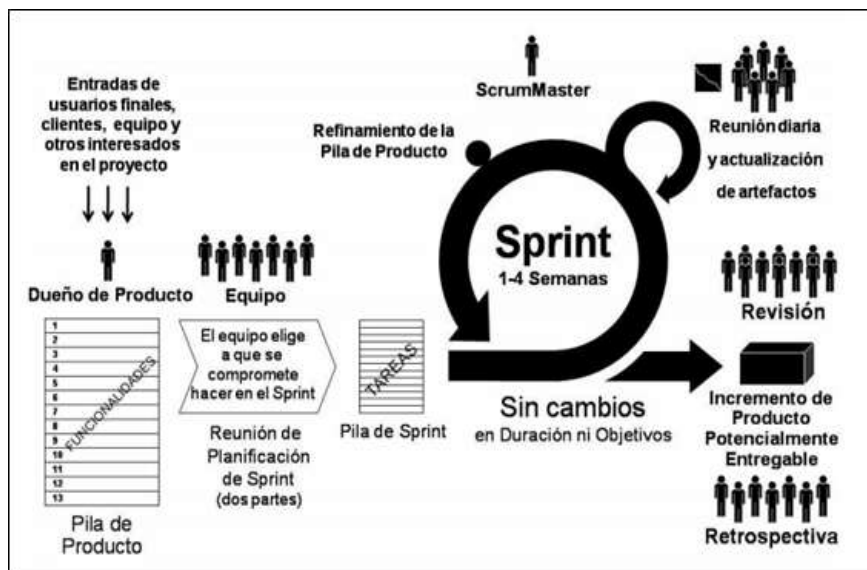 Entradas de
usuarios finales,
clientes, equipo y
otros interesados
en el proyecto
Dueño de Producto
1
2
3
4
5
6
7
8
9
10
11
12
13
FUNCIONALIDADES
Pila de
Producto
Equipo
El equipo elige
a que se
compromete
hacer en el Sprint
Reunión de
Planificación
de Sprint
(dos partes)
TAREAS
Pila de Sprint
ScrumMaster
Refinamiento de la
Pila de Producto
Sprint
1-4 Semanas
Sin cambios
en Duración ni Objetivos
Reunión diaria
y actualización
de artefactos
Revisión
Incremento de
Producto
Potencialmente
Entregable
Retrospectiva